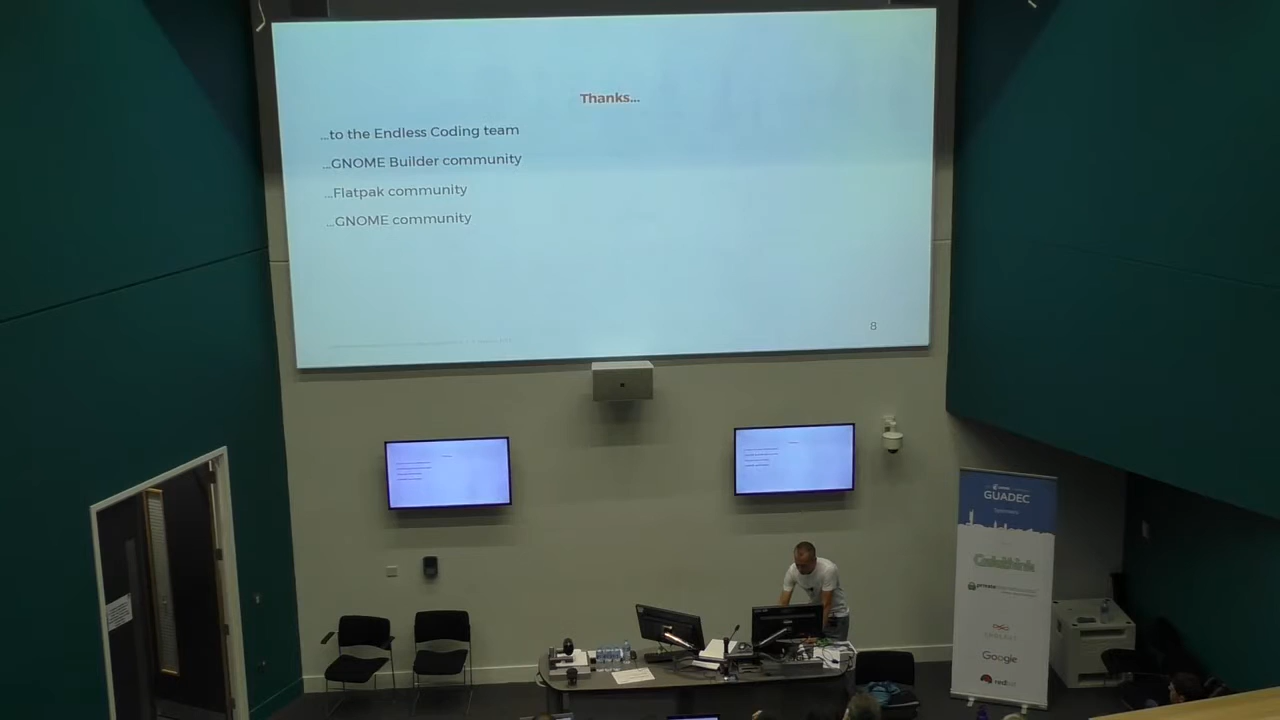 Thanks...
...to the Endless Coding team
...GNOME Builder community
...Flatpak community
...GNOME community
8
GUADEC
Codethink
Google